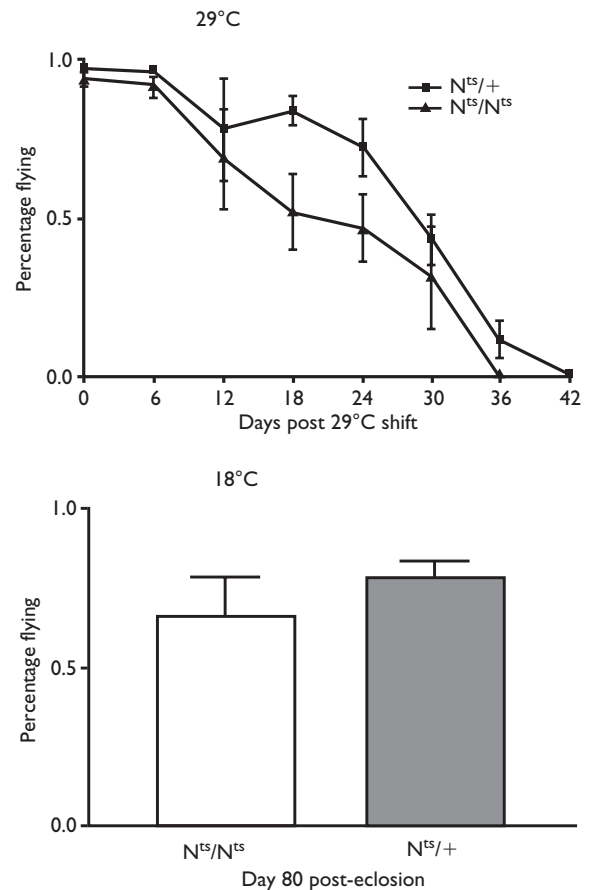 29°C
1.0
0.5
0.0
Percentage flying
N^ts/+
N^ts/N^ts
0 6 12 18 24 30 36 42
Days post 29°C shift
18°C
1.0
0.5
0.0
Percentage flying
N^ts/N^ts N^ts/+
Day 80 post-eclosion